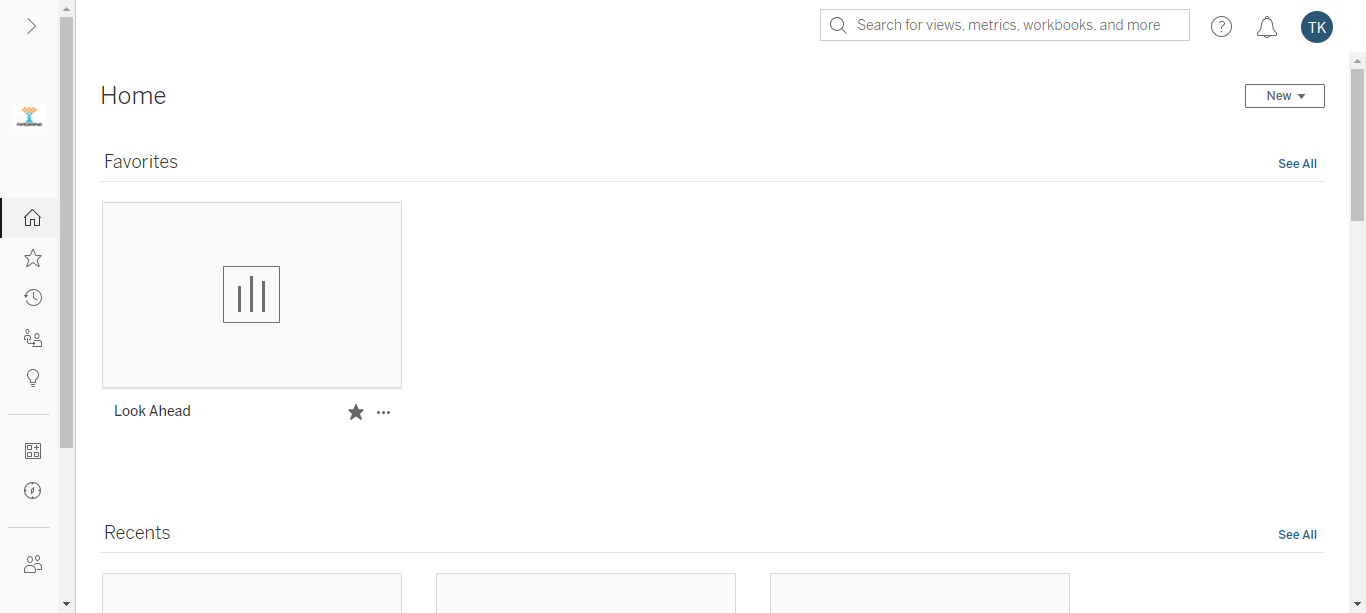 Search for views, metrics, workbooks, and more
TK
Home
New
Favorites
See All
Look Ahead
Recents
See All